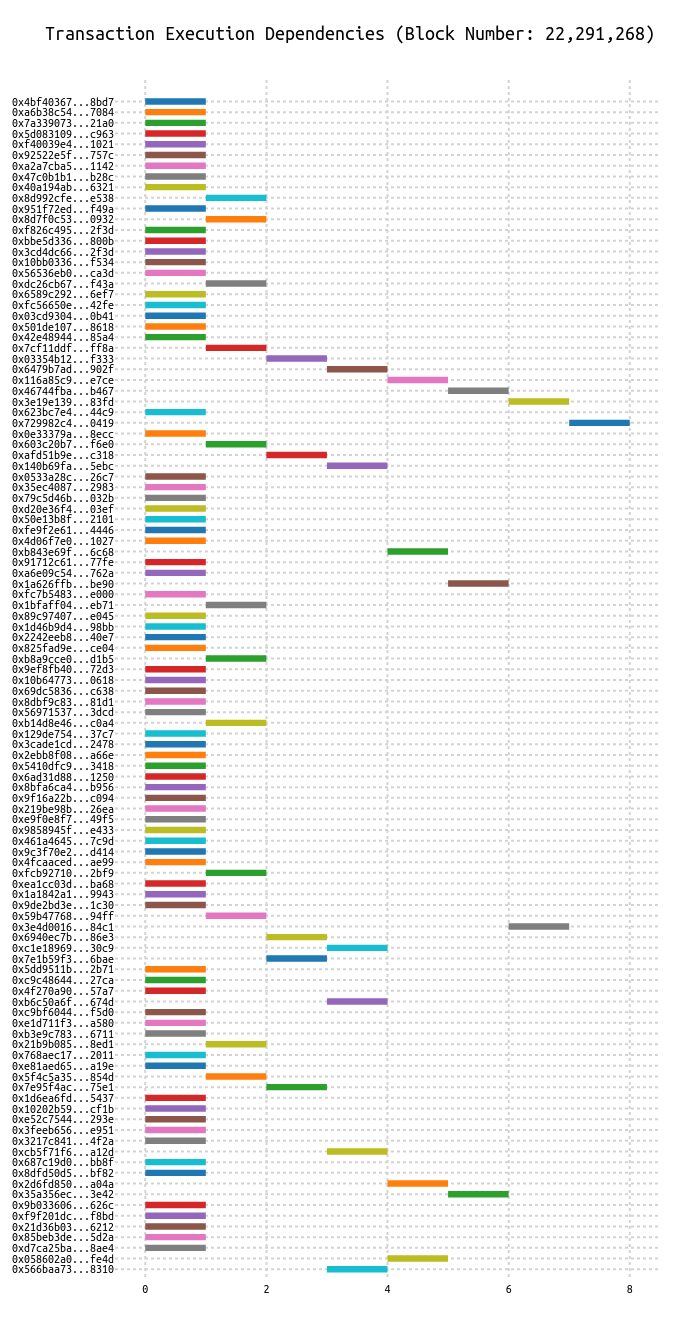 Transaction Execution Dependencies (Block Number: 22,291,268)
0x4bf40367...8bd7
0xa6b38c54...7084
0x7a339073...21a0
0x5d083109...c963
0xf40039e4...1021
0x92522e5f...757c
0xa2a7cba5...1142
0x47c0b1b1...b28c
0x40a194ab...6321
0x8d992cfe...e538
0x951f72ed...f49a
0x8d7f0c53...0932
0xf826c495...2f3d
0xbbe5d336...800b
0x3cd4dc66...2f3d
0x10bb0336...f534
0x56536eb0...ca3d
0xdc26cb67...f43a
0x6589c292...6ef7
0xfc56650e...42fe
0x03cd9304...0b41
0x501de107...8618
0x42e48944...85a4
0x7cf11ddf...ff8a
0x03354b12...f333
0x6479b7ad...902f
0x116a85c9...e7ce
0x46744fba...b467
0x3e19e139...83fd
0x623bc7e4...44c9
0x729982c4...0419
0x0e33379a...8ecc
0x603c20b7...f6e0
0xafd51b9e...c318
0x140b69fa...5ebc
0x0533a28c...26c7
0x35ec4087...2983
0x79c5d46b...032b
0xd20e36f4...03ef
0x50e13b8f...2101
0xfe9f2e61...4446
0x4d06f7e0...1027
0xb843e69f...6c68
0x91712c61...77fe
0xa6e09c54...762a
0x1a626ffb...be90
0xfc7b5483...e000
0x1bfaff04...eb71
0x89c97407...e045
0x1d46b9d4...98bb
0x2242eeb8...40e7
0x825fad9e...ce04
0xb8a9cce0...d1b5
0x9ef8fb40...72d3
0x10b64773...0618
0x69dc5836...c638
0x8dbf9c83...81d1
0x56971537...3dcd
0xb14d8e46...c0a4
0x129de754...37c7
0x3cade1cd...2478
0x2ebb8f08...a66e
0x5410dfc9...3418
0x6ad31d88...1250
0x8bfa6ca4...b956
0x9f16a22b...c094
0x219be98b...26ea
0xe9f0e8f7...49f5
0x9858945f...e433
0x461a4645...7c9d
0x9c3f70e2...d414
0x4fcaaced...ae99
0xfcb92710...2bf9
0xea1cc03d...ba68
0x1a1842a1...9943
0x9de2bd3e...1c30
0x59b47768...94ff
0x3e4d0016...84c1
0x6940ec7b...86e3
0xc1e18969...30c9
0x7e1b59f3...6bae
0x5dd9511b...2b71
0xc9c48644...27ca
0x4f270a90...57a7
0xb6c50a6f...674d
0xc9bf6044...f5d0
0xe1d711f3...a580
0xb3e9c783...6711
0x21b9b085...8ed1
0x768aec17...2011
0xe81aed65...a19e
0x5f4c5a35...854d
0x7e95f4ac...75e1
0x1d6ea6fd...5437
0x10202b59...cf1b
0xe52c7544...293e
0x3feeb656...e951
0x3217c841...4f2a
0xcb5f71f6...a12d
0x687c19d0...bb8f
0x8dfd50d5...bf82
0x2d6fd850...a04a
0x35a356ec...3e42
0x9b033606...626c
0xf9f201dc...f8bd
0x21d36b03...6212
0x85beb3de...5d2a
0xd7ca25ba...8ae4
0x058602a0...fe4d
0x566baa73...8310
0 2 4 6 8